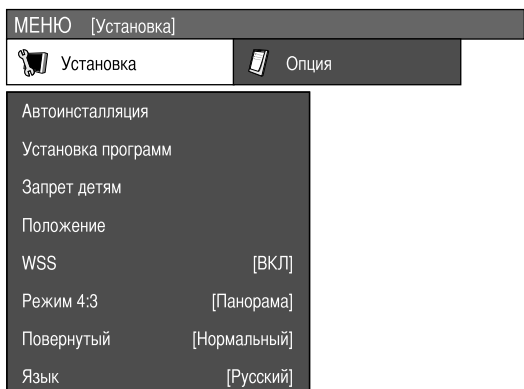 МЕНЮ [Установка]
Установка Опция
Автоинсталляция
Установка программ
Запрет детям
Положение
WSS [ВКЛ]
Режим 4:3 [Панорама]
Повернутый [Нормальный]
Язык [Русский]